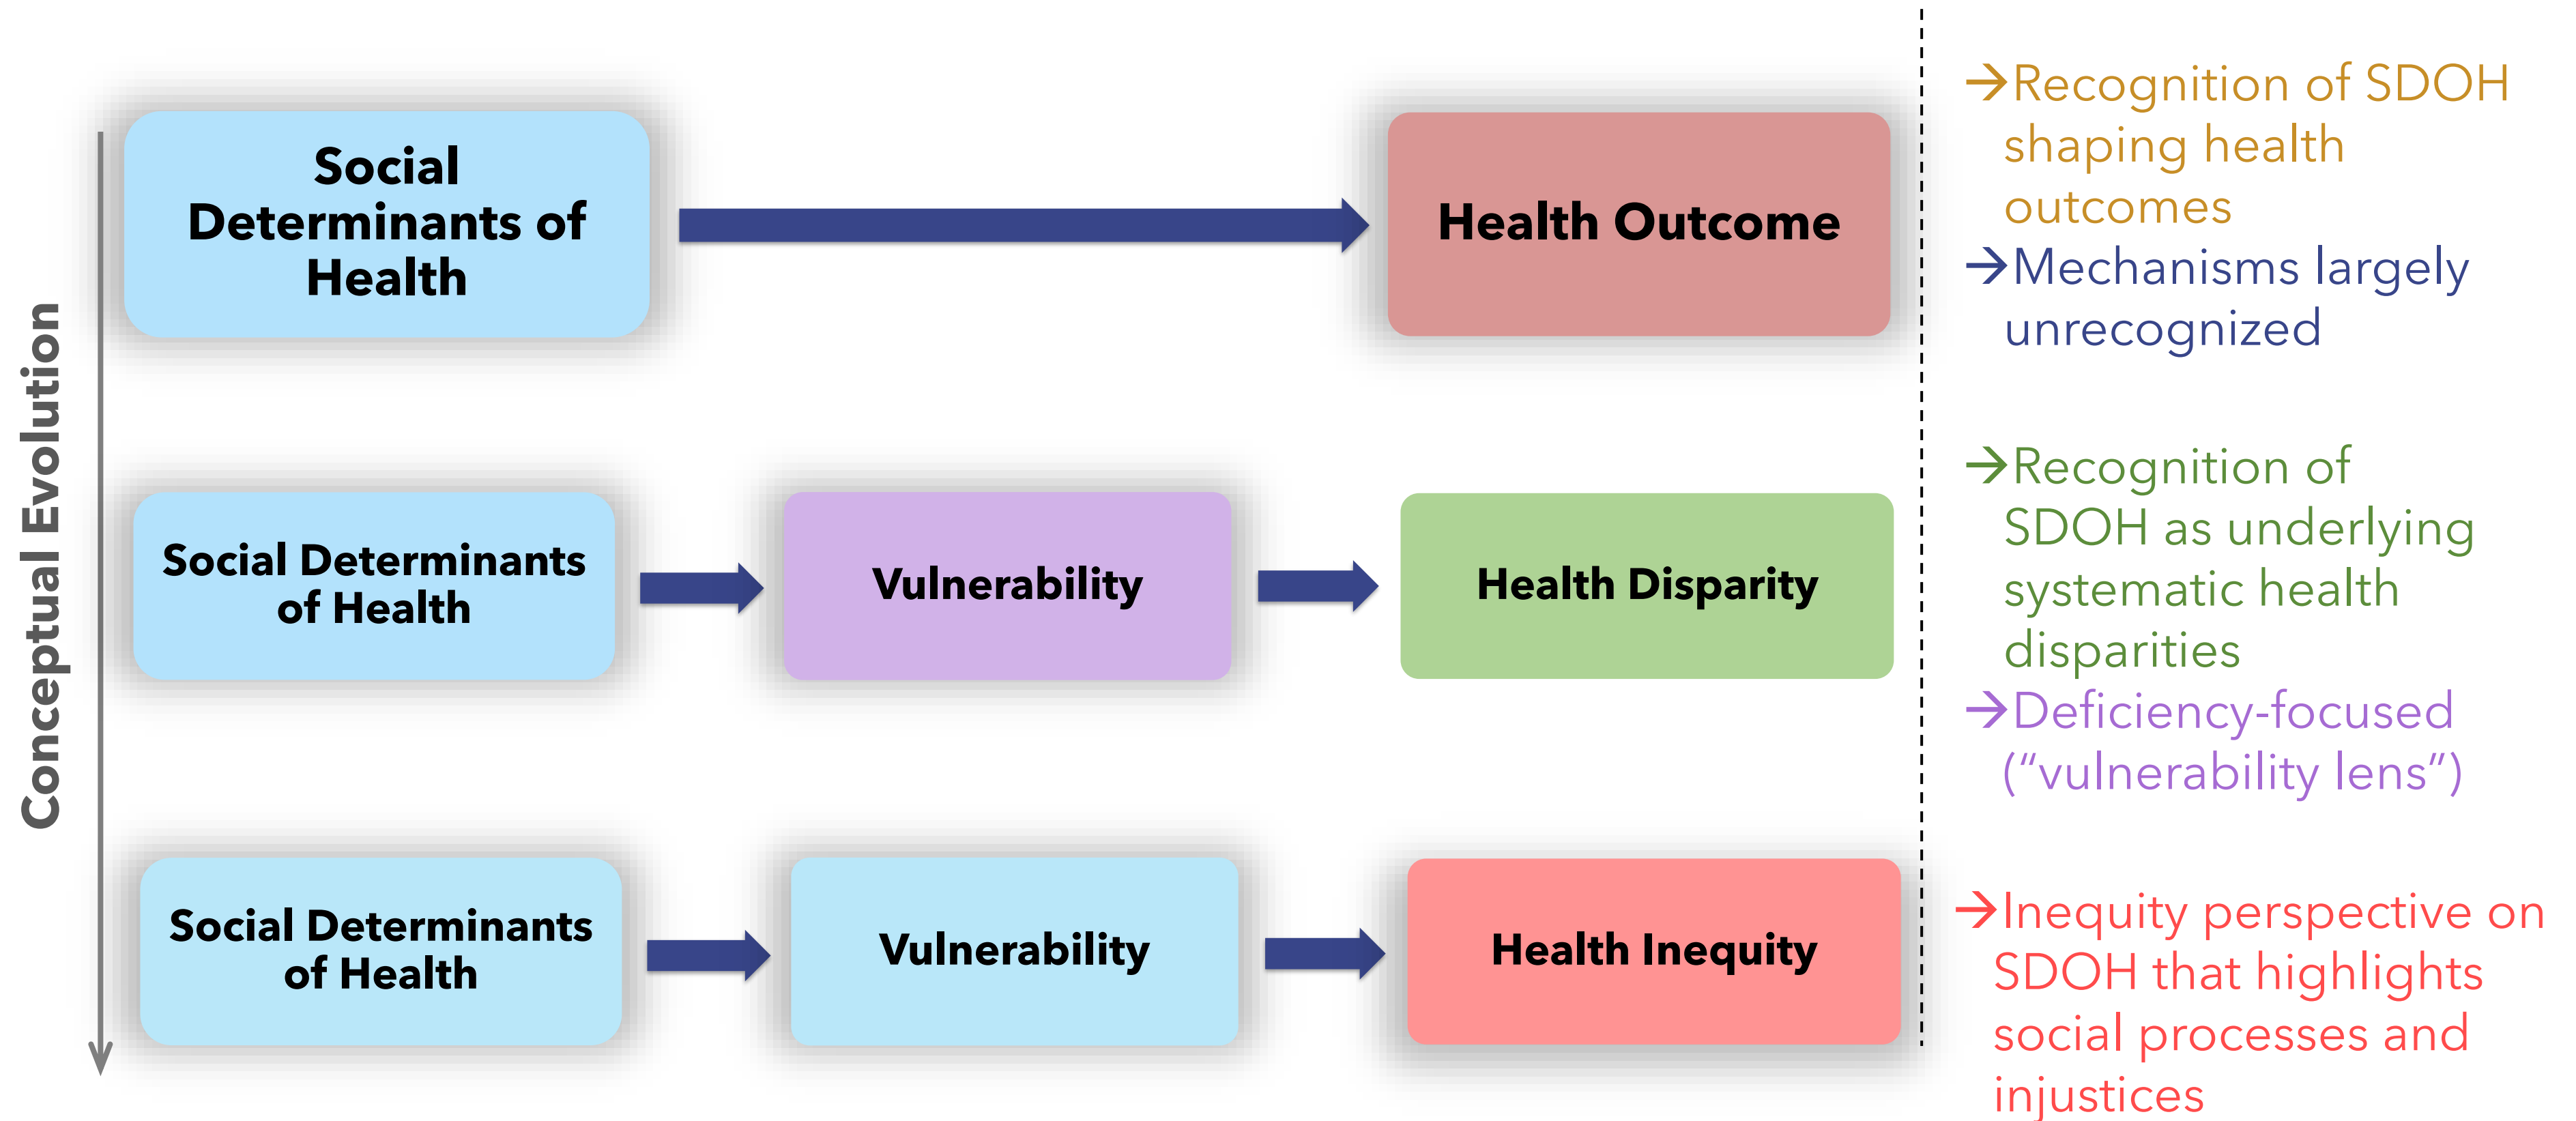 Conceptual Evolution
Social
Determinants of
Health
Health Outcome
→Recognition of SDOH
shaping health
outcomes
→Mechanisms largely
unrecognized
Social Determinants
of Health
Vulnerability
Health Disparity
→Recognition of
SDOH as underlying
systematic health
disparities
→Deficiency-focused
(“vulnerability lens”)
Social Determinants
of Health
Vulnerability
Health Inequity
→Inequity perspective on
SDOH that highlights
social processes and
injustices